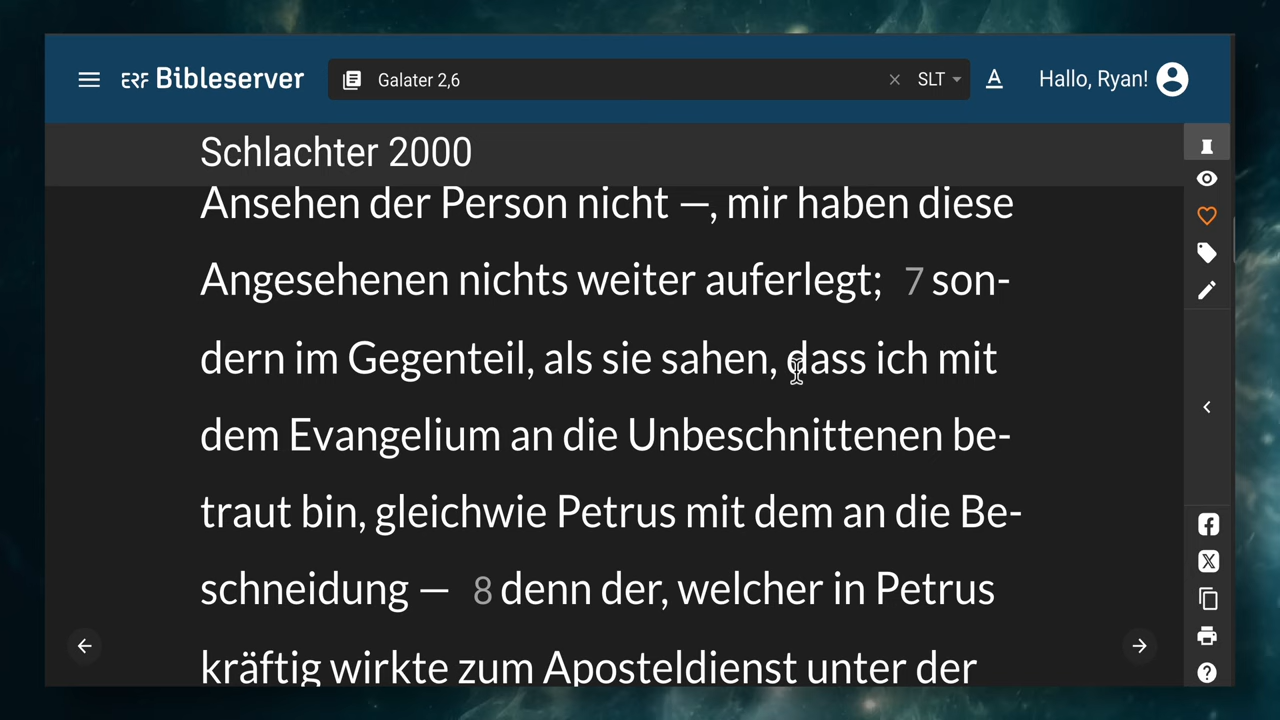 ERF Bibleserver
Galater 2,6
SLT
Hallo, Ryan!
Schlachter 2000
Ansehen der Person nicht —, mir haben diese
Angesehenen nichts weiter auferlegt; 7 son-
dern im Gegenteil, als sie sahen, dass ich mit
dem Evangelium an die Unbeschnittenen be-
traut bin, gleichwie Petrus mit dem an die Be-
schneidung — 8 denn der, welcher in Petrus
kräftig wirkte zum Aposteldienst unter der